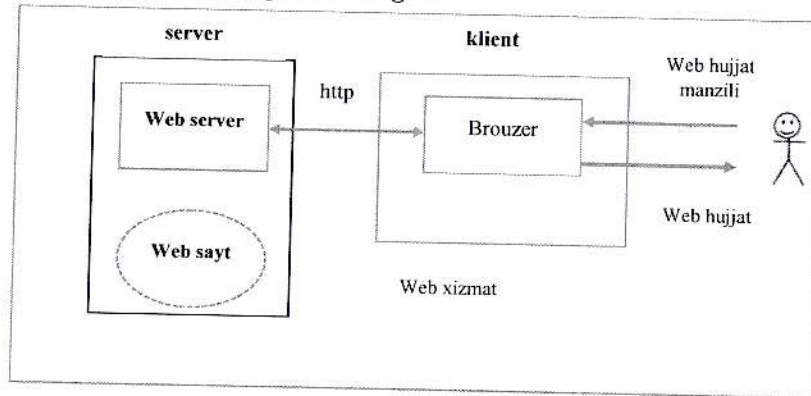 server
klient
Web hujjat
manzili
http
Web server
Brouzer
Web hujjat
Web sayt
Web xizmat